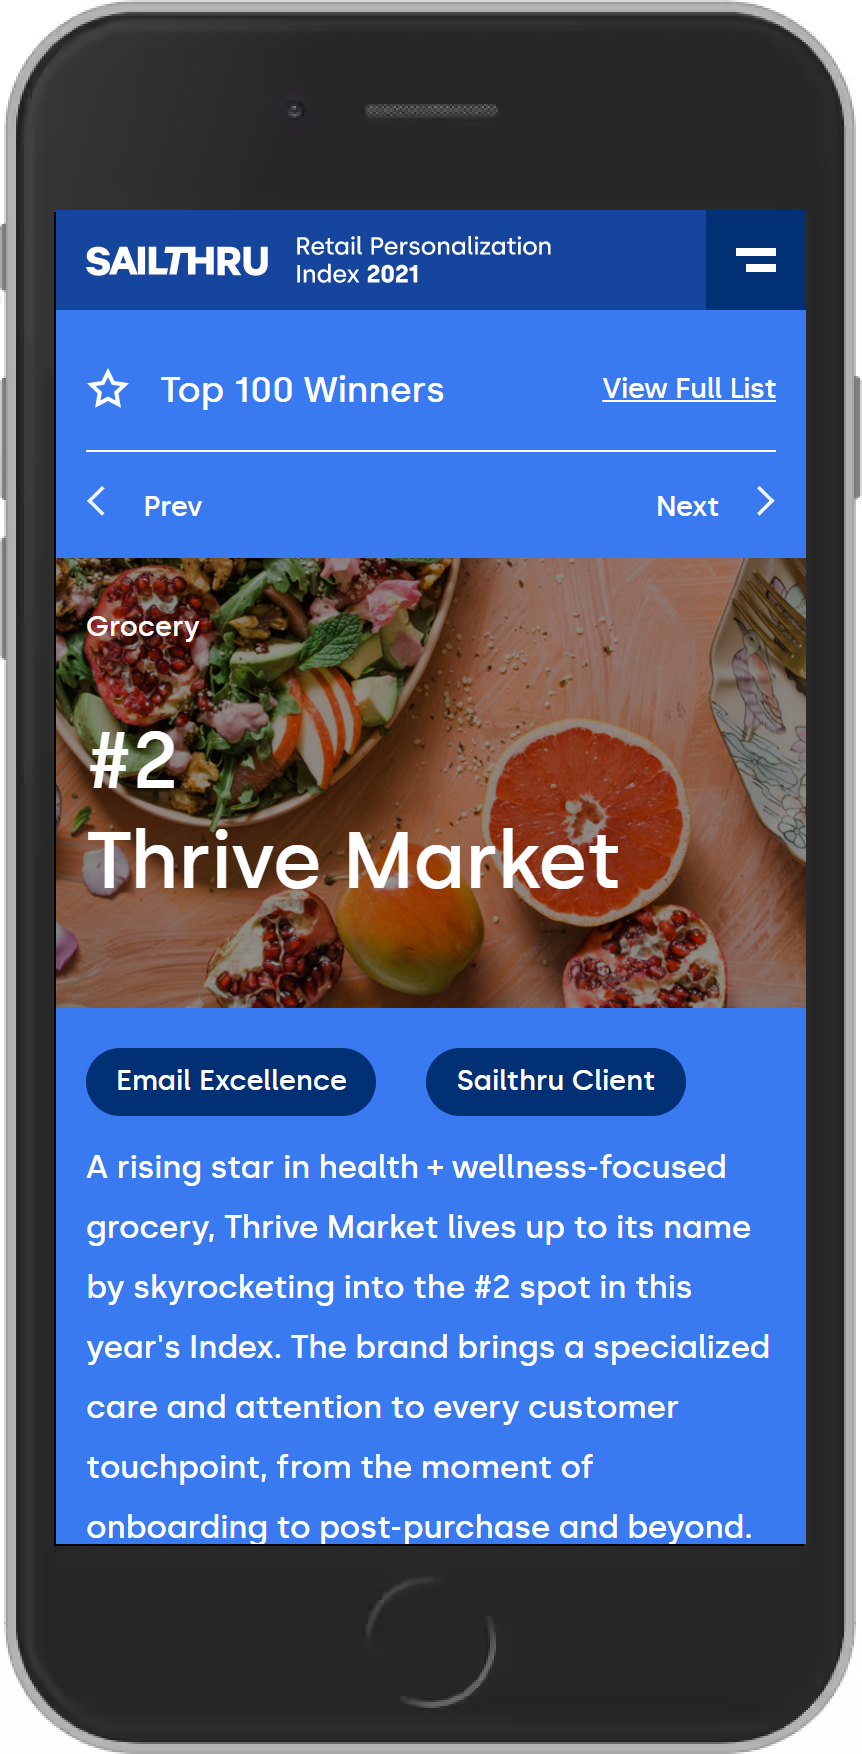 SAILTHRU
Retail Personalization
Index 2021
Top 100 Winners
View Full List
Prev
Next
Grocery
#2
Thrive Market
Email Excellence
Sailthru Client
A rising star in health + wellness-focused
grocery, Thrive Market lives up to its name
by skyrocketing into the #2 spot in this
year's Index. The brand brings a specialized
care and attention to every customer
touchpoint, from the moment of
onboarding to post-purchase and beyond.